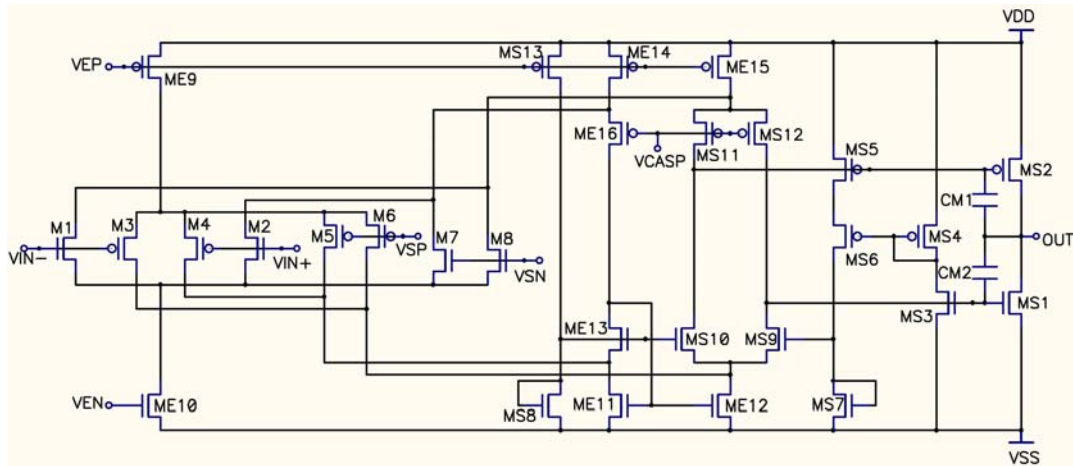 VDD
VEP
ME9
MS13
ME14
ME15
ME16
VCASP
MS11
MS12
MS5
MS2
CM1
M1
M3
M4
M2
M5
M6
VSP
M7
M8
VSN
VIN-
VIN+
MS6
MS4
OUT
CM2
MS3
MS1
ME13
MS10
MS9
VEN
ME10
MS8
ME11
ME12
MS7
VSS